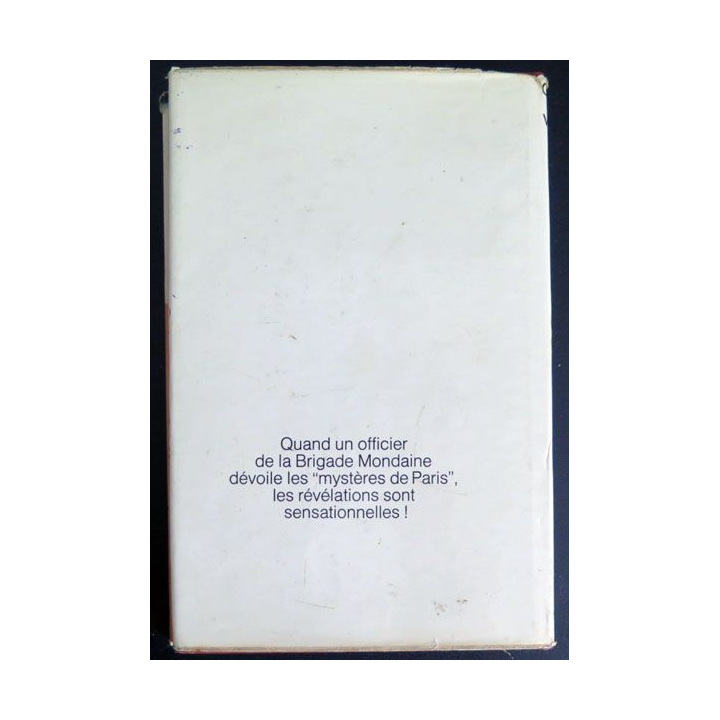 Quand un officier
de la Brigade Mondaine
dévoile les "mystères de Paris",
les révélations sont
sensationnelles !